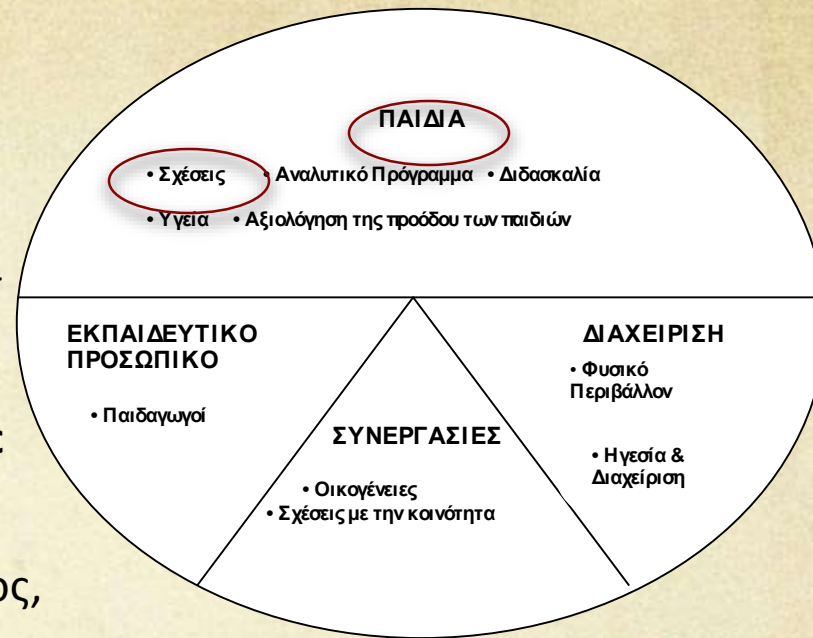 ΠΑΙΔΙΑ
• Σχέσεις • Αναλυτικό Πρόγραμμα • Διδασκαλία
• Υγεία • Αξιολόγηση της προόδου των παιδιών
ΕΚΠΑΙΔΕΥΤΙΚΟ
ΠΡΟΣΩΠΙΚΟ
• Παιδαγωγοί
ΣΥΝΕΡΓΑΣΙΕΣ
• Οικογένειες
• Σχέσεις με την κοινότητα
ΔΙΑΧΕΙΡΙΣΗ
• Φυσικό
Περιβάλλον
• Ηγεσία &
Διαχείριση